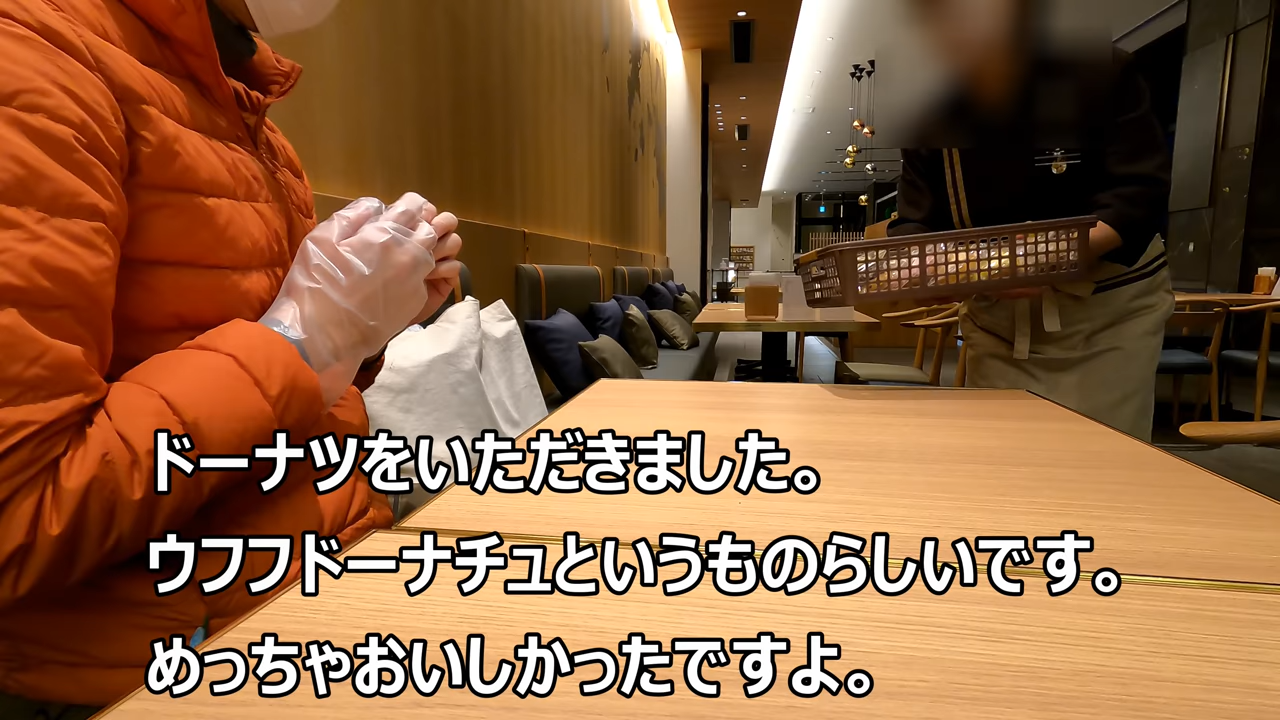 ドーナツをいただきました。
ウフフドーナチュというものらしいです。
めっちゃおいしかったですよ。